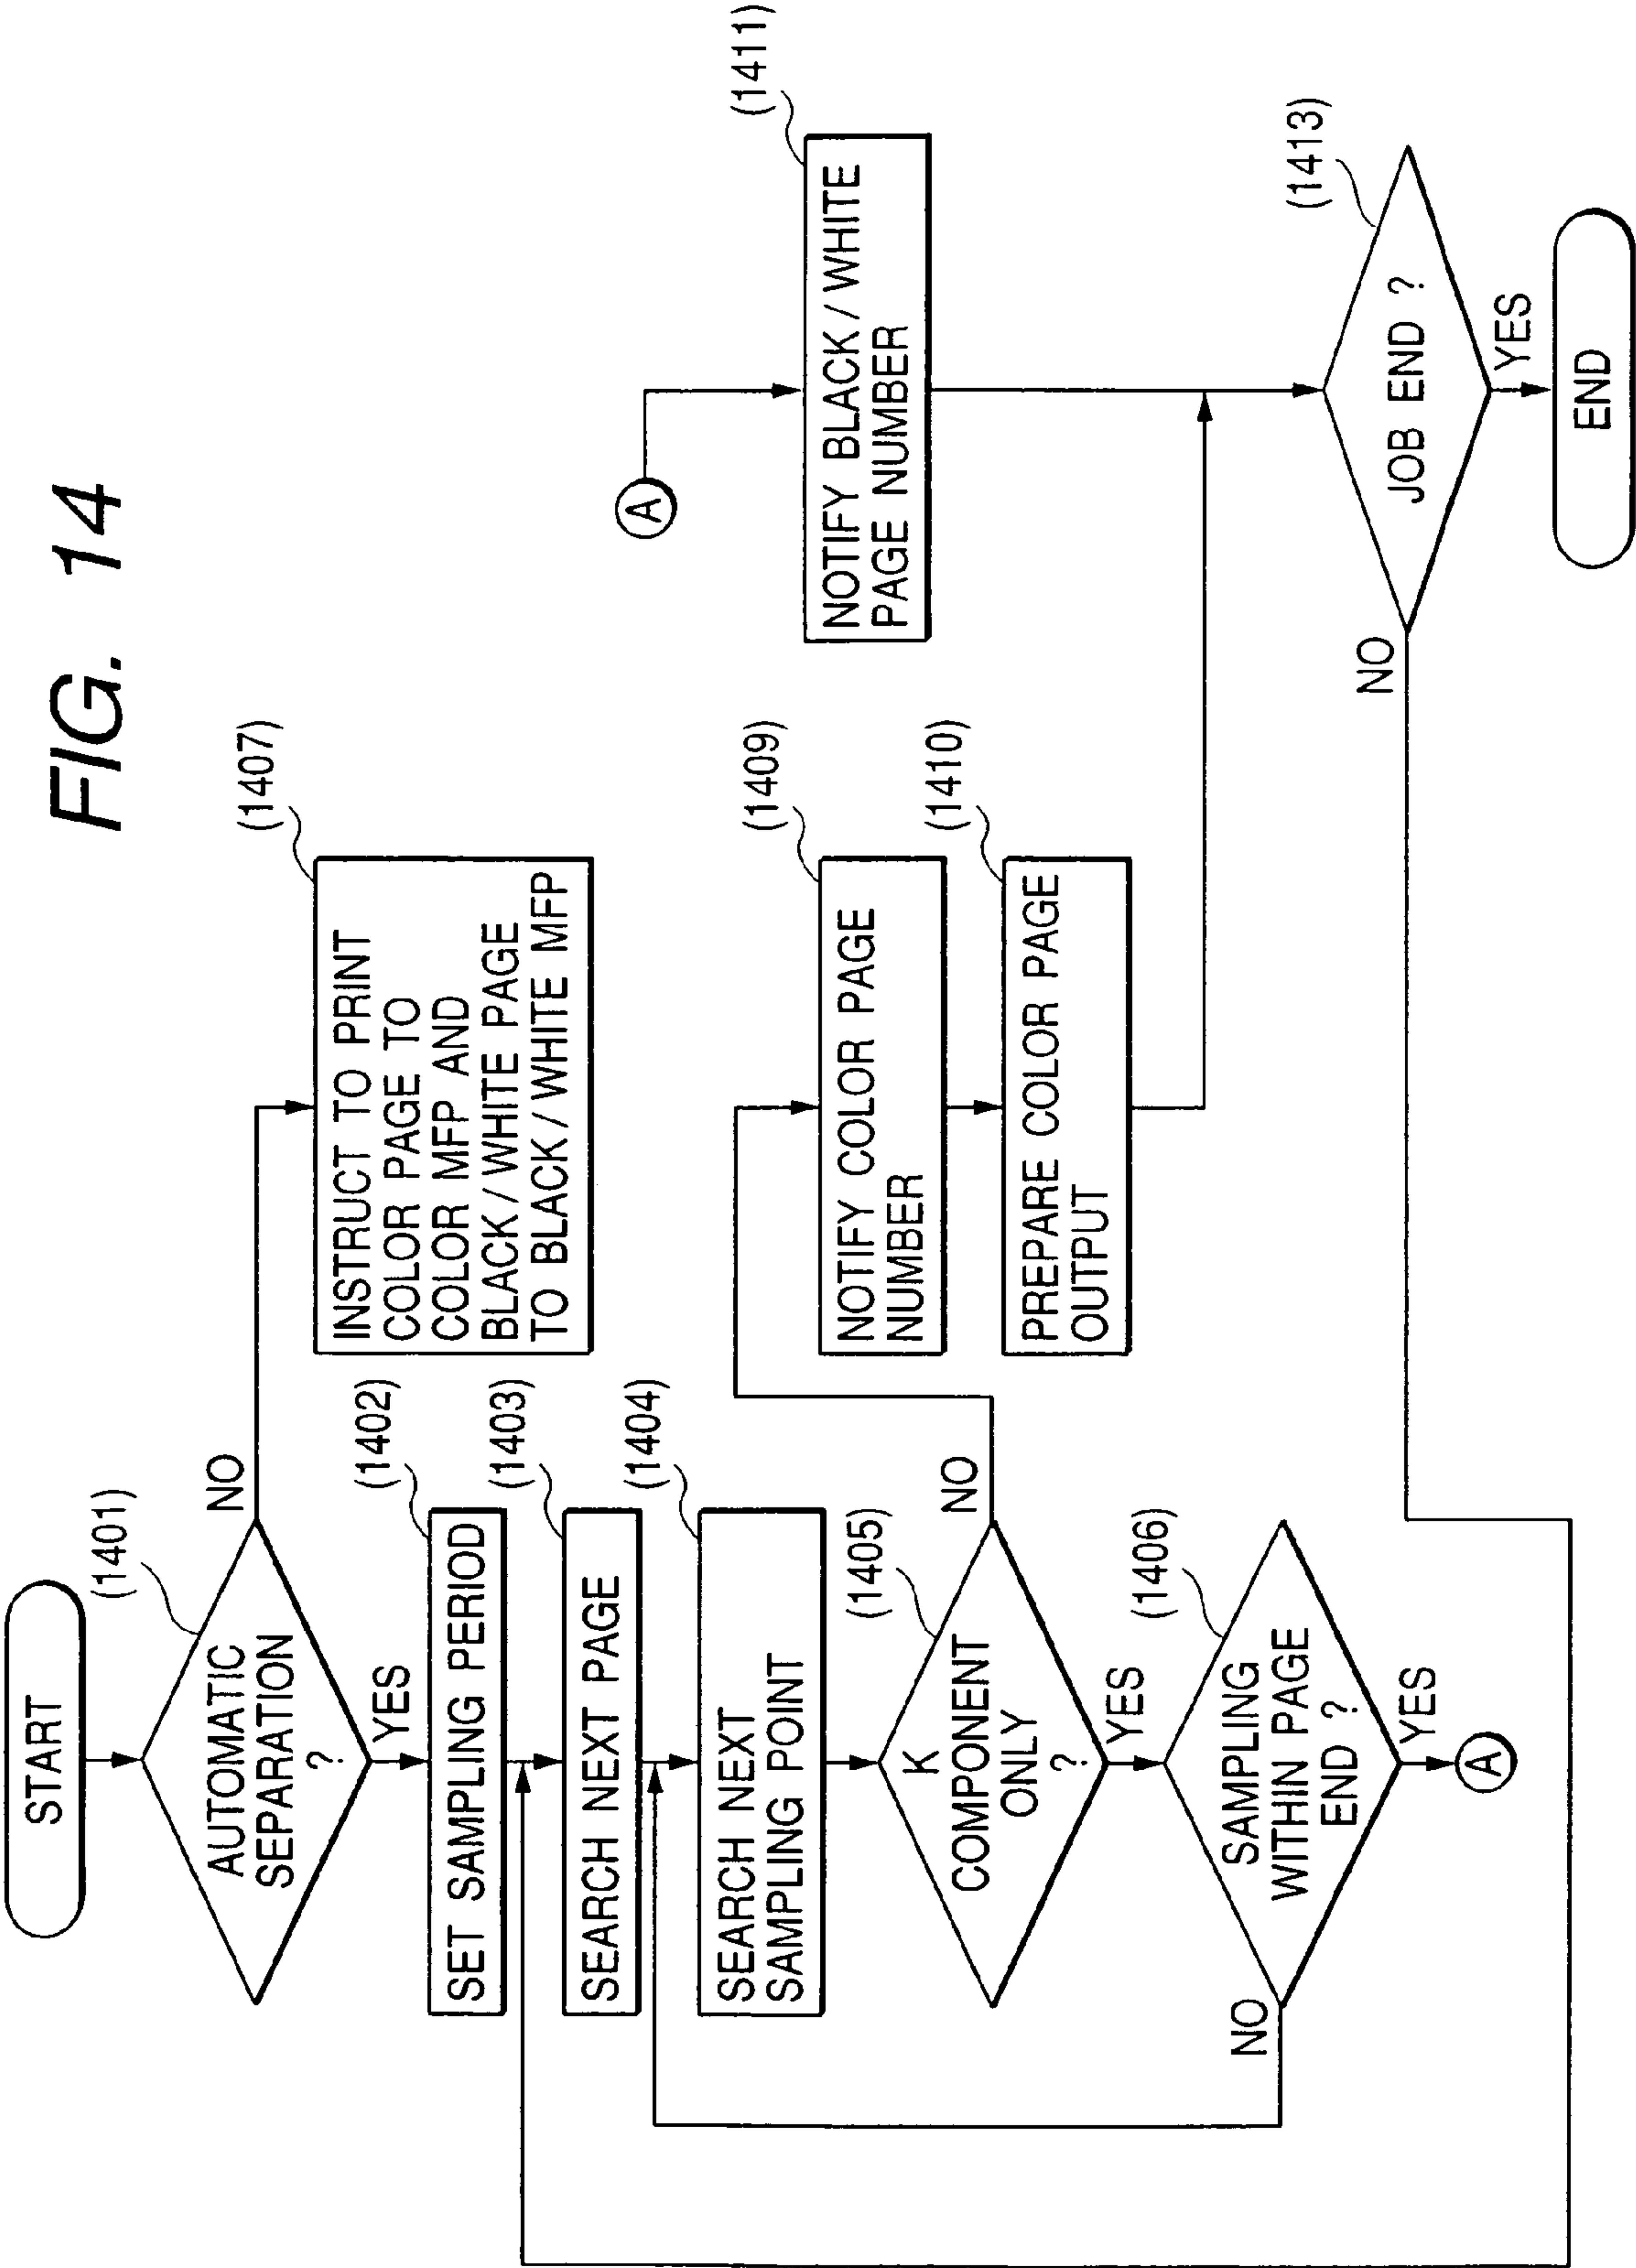 FIG. 14
START
(1401)
AUTOMATIC
SEPARATION
?
NO
YES
(1407)
INSTRUCT TO PRINT
COLOR PAGE TO
COLOR MFP AND
BLACK / WHITE PAGE
TO BLACK / WHITE MFP
(1402)
SET SAMPLING PERIOD
(1403)
SEARCH NEXT PAGE
(1404)
SEARCH NEXT
SAMPLING POINT
(1405)
K
COMPONENT
ONLY
?
NO
YES
(1406)
SAMPLING
WITHIN PAGE
END ?
NO
YES
A
(1409)
NOTIFY COLOR PAGE
NUMBER
(1410)
PREPARE COLOR PAGE
OUTPUT
A
(1411)
NOTIFY BLACK / WHITE
PAGE NUMBER
(1413)
JOB END ?
NO
YES
END